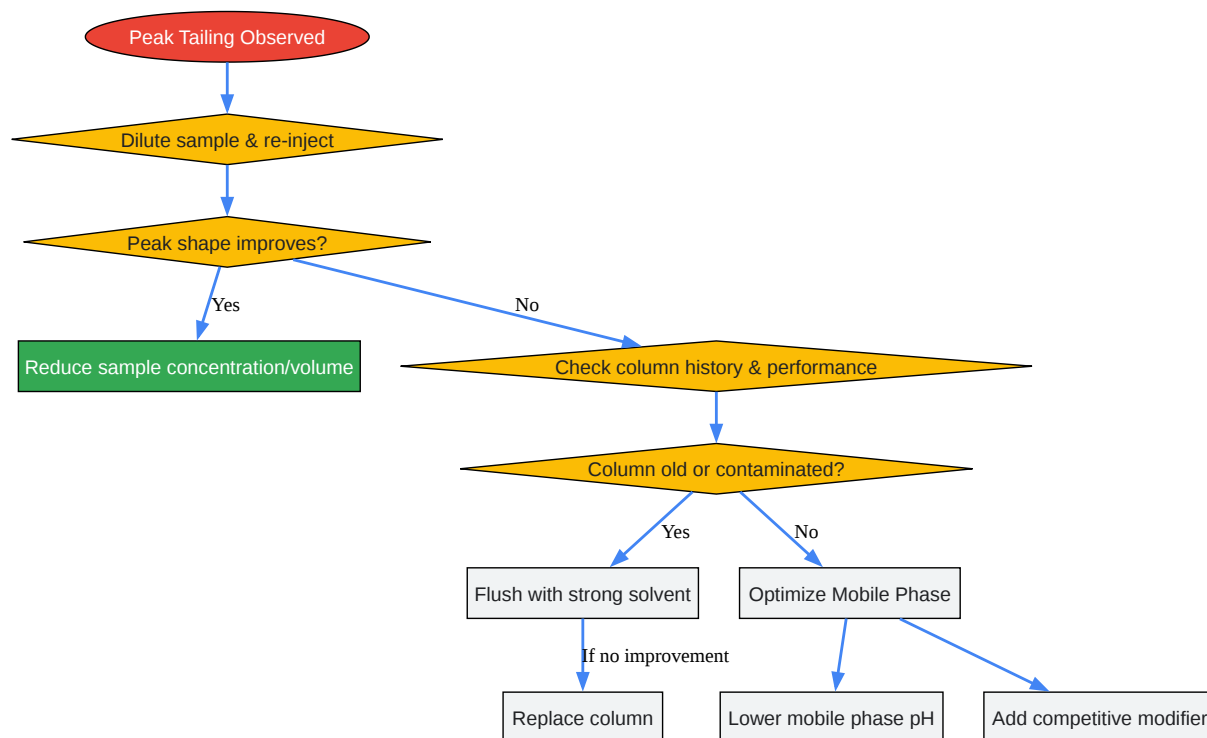 Peak Tailing Observed
Dilute sample & re-inject
Peak shape improves?
Yes
No
Reduce sample concentration/volume
Check column history & performance
Column old or contaminated?
Yes
No
Flush with strong solvent
Optimize Mobile Phase
If no improvement
Replace column
Lower mobile phase pH
Add competitive modifier